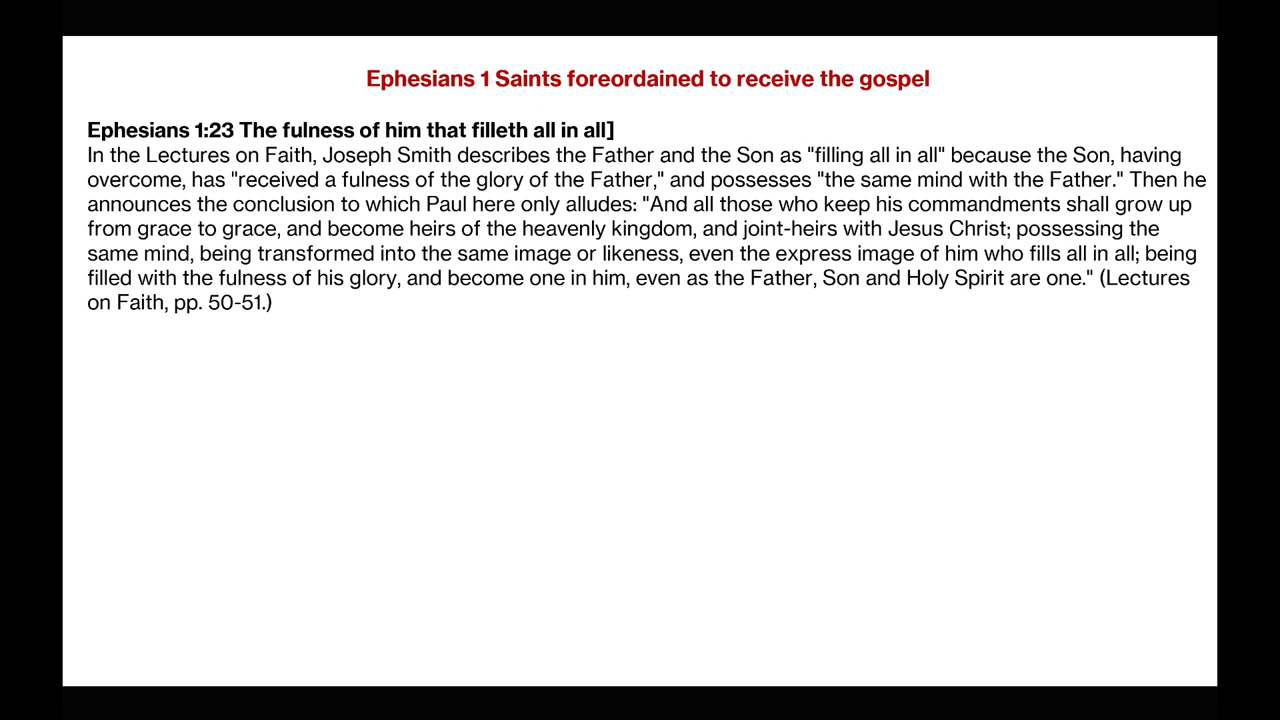 Ephesians 1 Saints foreordained to receive the gospel
Ephesians 1:23 The fulness of him that filleth all in all]
In the Lectures on Faith, Joseph Smith describes the Father and the Son as "filling all in all" because the Son, having
overcome, has "received a fulness of the glory of the Father," and possesses "the same mind with the Father." Then he
announces the conclusion to which Paul here only alludes: "And all those who keep his commandments shall grow up
from grace to grace, and become heirs of the heavenly kingdom, and joint-heirs with Jesus Christ; possessing the
same mind, being transformed into the same image or likeness, even the express image of him who fills all in all; being
filled with the fulness of his glory, and become one in him, even as the Father, Son and Holy Spirit are one." (Lectures
on Faith, pp. 50-51.)